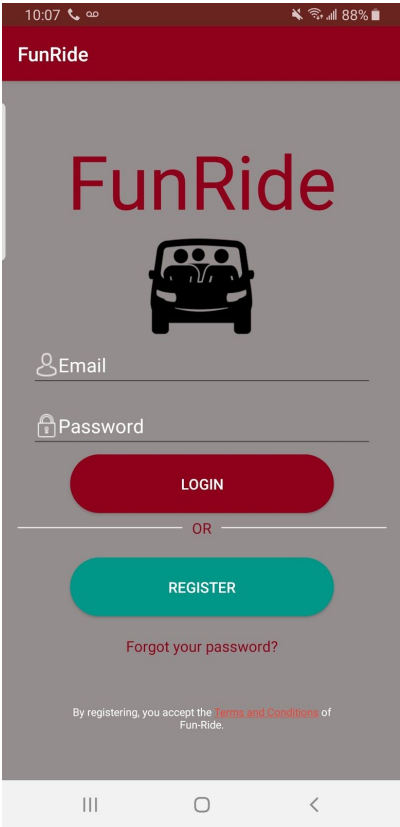 10:07 88%
FunRide
FunRide
Email
Password
LOGIN
OR
REGISTER
Forgot your password?
By registering, you accept the Terms and Conditions of
Fun-Ride.